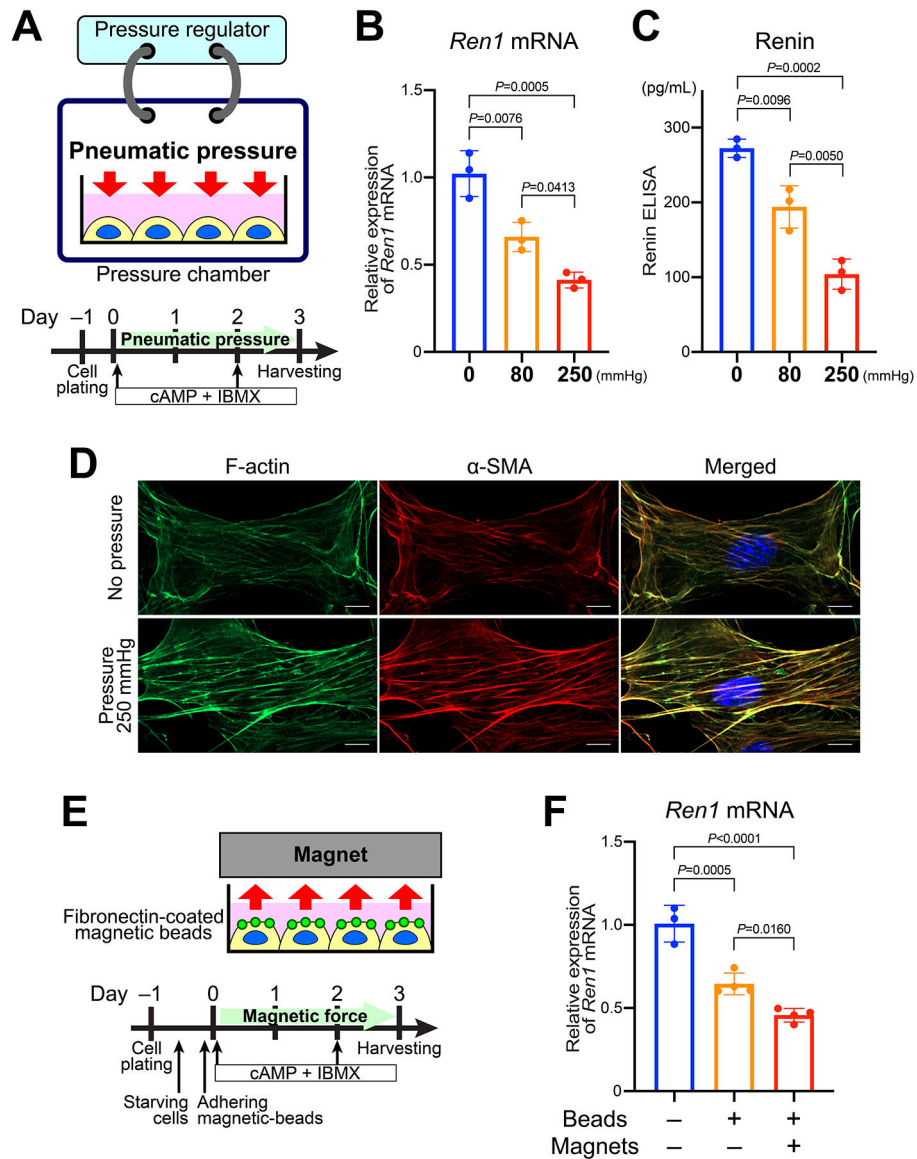 A
Pressure regulator
Pneumatic pressure
Pressure chamber
Day –1 0 1 2 3
Pneumatic pressure
Cell
plating
Harvesting
cAMP + IBMX
B
Ren1 mRNA
Relative expression
of Ren1 mRNA
1.5
1.0
0.5
0
P=0.0005
P=0.0076
P=0.0413
0 80 250 (mmHg)
C
Renin
(pg/mL)
Renin ELISA
300
200
100
0
P=0.0002
P=0.0096
P=0.0050
0 80 250 (mmHg)
D
F-actin α-SMA Merged
No pressure
Pressure
250 mmHg
E
Magnet
Fibronectin-coated
magnetic beads
Day –1 0 1 2 3
Magnetic force
Cell
plating
Harvesting
cAMP + IBMX
Starving
cells
Adhering
magnetic-beads
F
Ren1 mRNA
Relative expression
of Ren1 mRNA
1.5
1.0
0.5
0
P<0.0001
P=0.0005
P=0.0160
Beads – + +
Magnets – – +